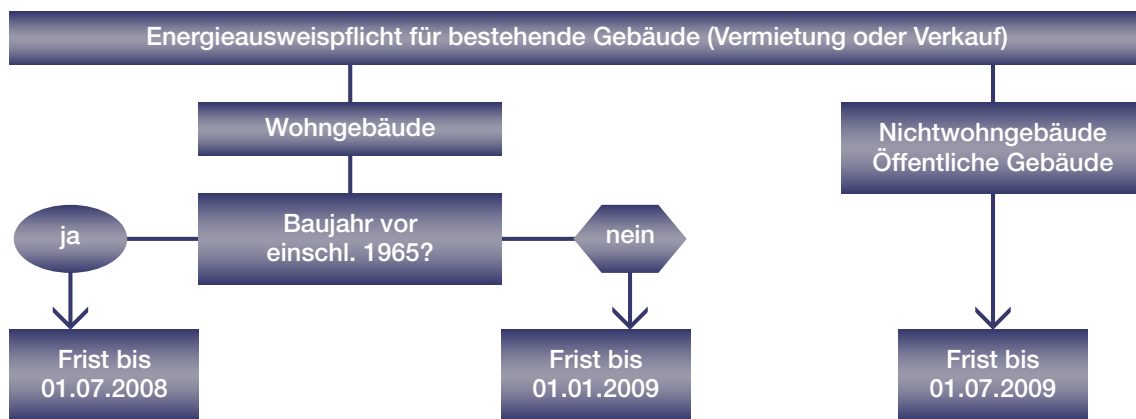 Energieausweispflicht für bestehende Gebäude (Vermietung oder Verkauf)
Wohngebäude
Nichtwohngebäude
Öffentliche Gebäude
ja
Baujahr vor
einschl. 1965?
nein
Frist bis
01.07.2008
Frist bis
01.01.2009
Frist bis
01.07.2009